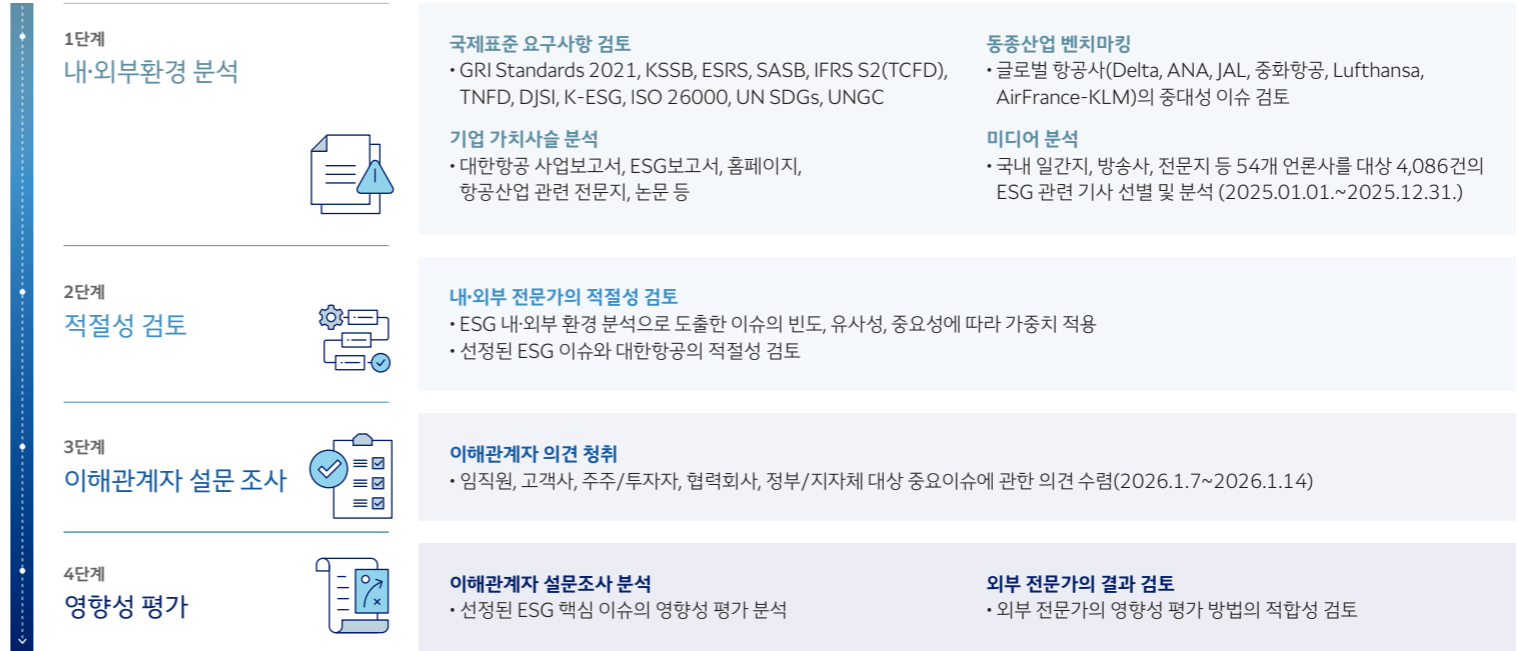 1단계
내·외부환경 분석
국제표준 요구사항 검토
• GRI Standards 2021, KSSB, ESRS, SASB, IFRS S2(TCFD),
TNFD, DJSI, K-ESG, ISO 26000, UN SDGs, UNGC
동종산업 벤치마킹
• 글로벌 항공사(Delta, ANA, JAL, 중화항공, Lufthansa,
AirFrance-KLM)의 중대성 이슈 검토
기업 가치사슬 분석
• 대한항공 사업보고서, ESG보고서, 홈페이지,
항공산업 관련 전문지, 논문 등
미디어 분석
• 국내 일간지, 방송사, 전문지 등 54개 언론사를 대상 4,086건의
ESG 관련 기사 선별 및 분석 (2025.01.01.~2025.12.31.)
2단계
적절성 검토
내·외부 전문가의 적절성 검토
• ESG 내·외부 환경 분석으로 도출한 이슈의 빈도, 유사성, 중요성에 따라 가중치 적용
• 선정된 ESG 이슈와 대한항공의 적절성 검토
3단계
이해관계자 설문 조사
이해관계자 의견 청취
• 임직원, 고객사, 주주/투자자, 협력회사, 정부/지자체 대상 중요이슈에 관한 의견 수렴(2026.1.7~2026.1.14)
4단계
영향성 평가
이해관계자 설문조사 분석
• 선정된 ESG 핵심 이슈의 영향성 평가 분석
외부 전문가의 결과 검토
• 외부 전문가의 영향성 평가 방법의 적합성 검토